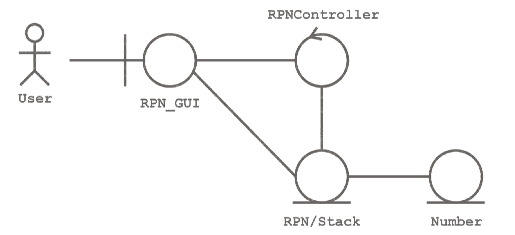 RPNController
User
RPN_GUI
RPN/Stack
Number